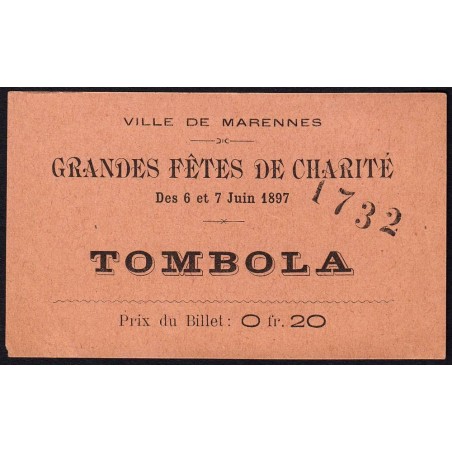 VILLE DE MARENNES
GRANDES FÊTES DE CHARITÉ
Des 6 et 7 Juin 1897
1732
TOMBOLA
Prix du Billet: 0 fr. 20